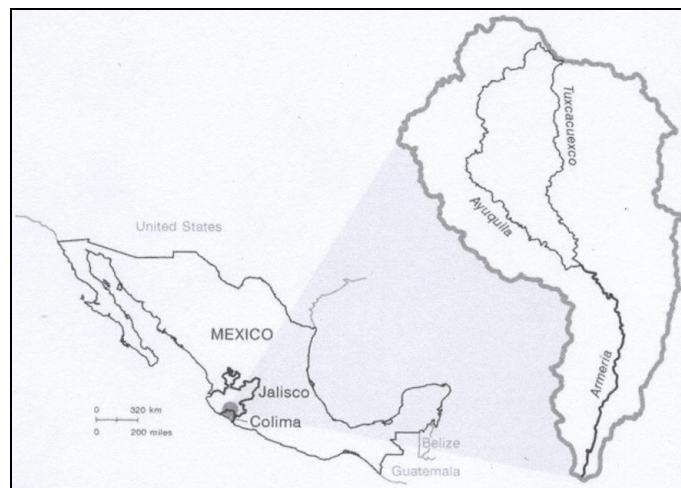 Tuxcacuexco
Ayuquila
United States
MEXICO
Jalisco
Armeria
0 320 km
Colima
0 200 miles
Belize
Guatemala